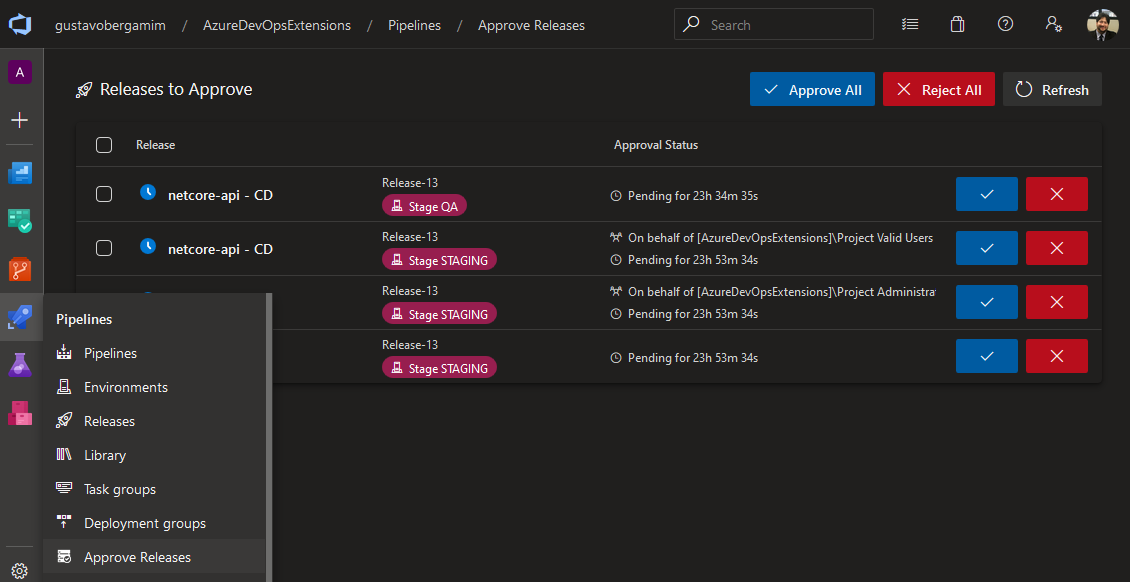 gustavobergamim / AzureDevOpsExtensions / Pipelines / Approve Releases
Search
A
Releases to Approve
Approve All
Reject All
Refresh
Release
Approval Status
netcore-api - CD
Release-13
Stage QA
Pending for 23h 34m 35s
netcore-api - CD
Release-13
Stage STAGING
On behalf of [AzureDevOpsExtensions]\Project Valid Users
Pending for 23h 53m 34s
Release-13
Stage STAGING
On behalf of [AzureDevOpsExtensions]\Project Administra
Pending for 23h 53m 34s
Release-13
Stage STAGING
Pending for 23h 53m 34s
Pipelines
Pipelines
Environments
Releases
Library
Task groups
Deployment groups
Approve Releases